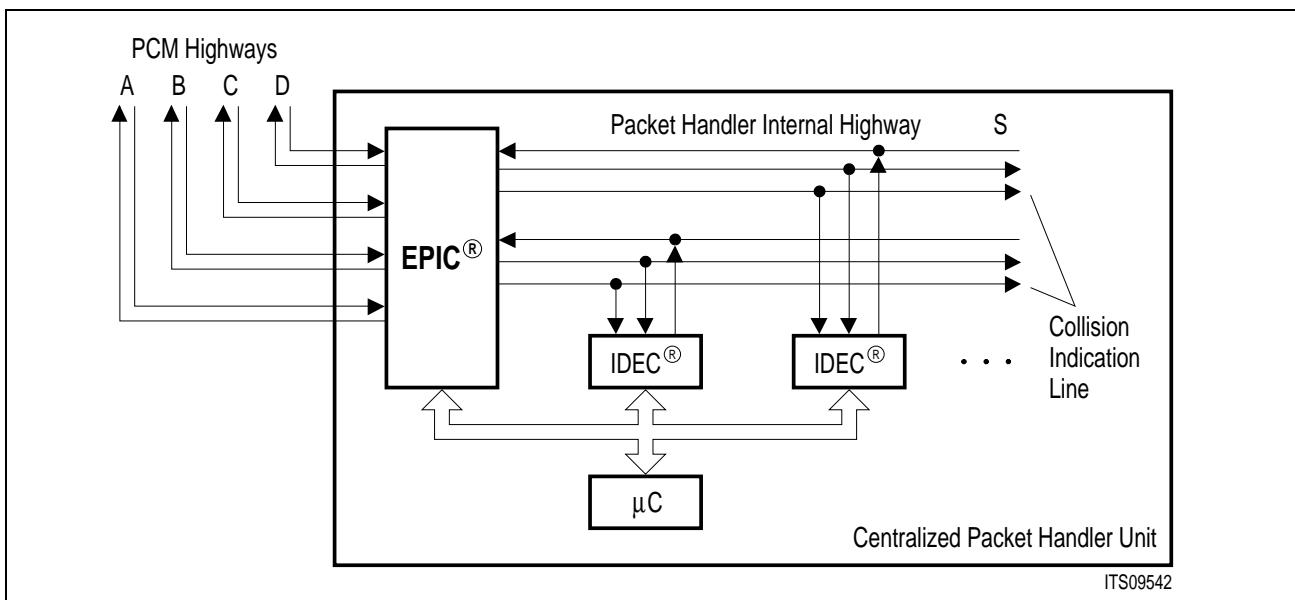 PCM Highways
A B C D
Packet Handler Internal Highway S
EPIC®
IDEC® IDEC® . . .
Collision
Indication
Line
µC
Centralized Packet Handler Unit
ITS09542